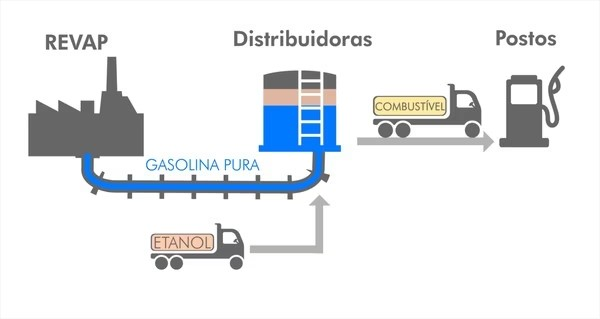 REVAP
Distribuidoras
Postos
COMBUSTÍVEL
GASOLINA PURA
ETANOL